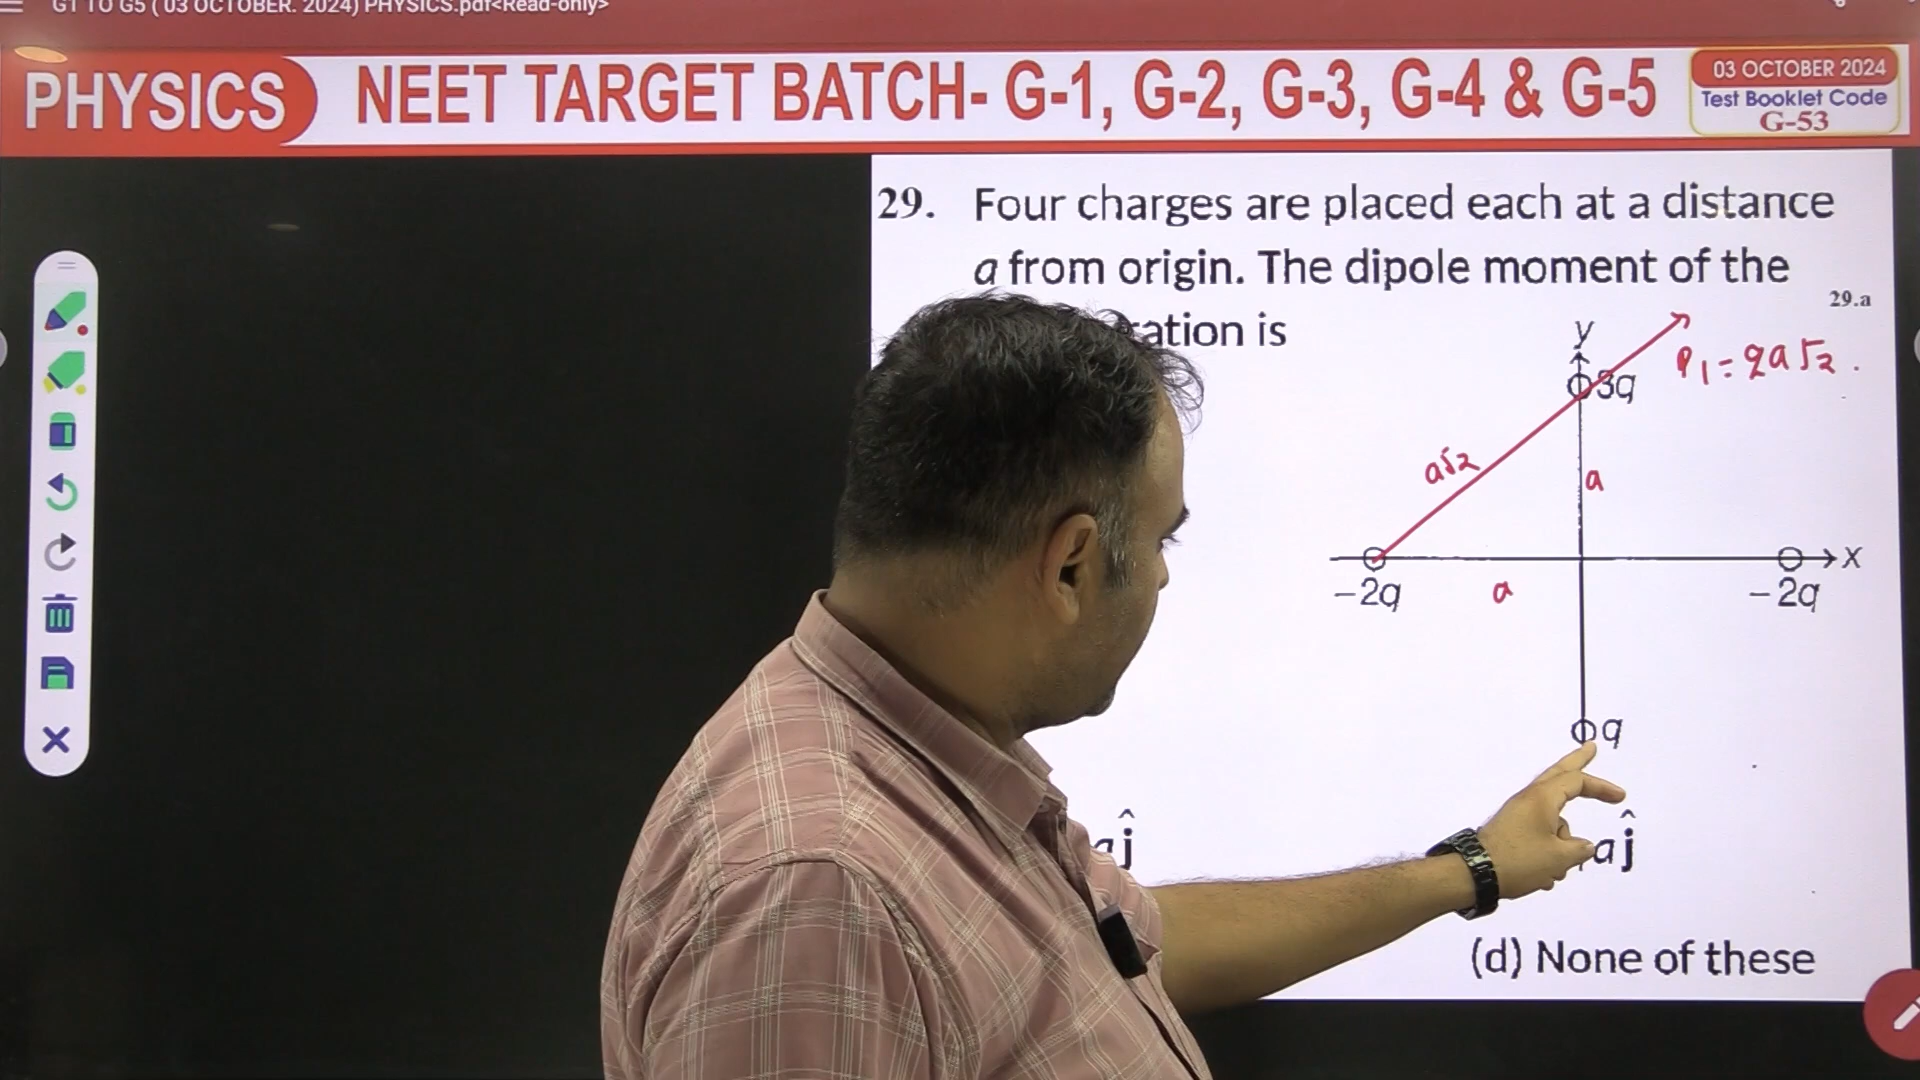 G1 TO G5 ( 03 OCTOBER. 2024) PHYSICS.pdf<Read-only>
PHYSICS
NEET TARGET BATCH- G-1, G-2, G-3, G-4 & G-5
03 OCTOBER 2024
Test Booklet Code
G-53
29. Four charges are placed each at a distance
a from origin. The dipole moment of the
ation is
29.a
y
3q
P₁ = qa√2 .
a√2
a
x
-2q
a
-2q
q
aĵ
aĵ
(d) None of these